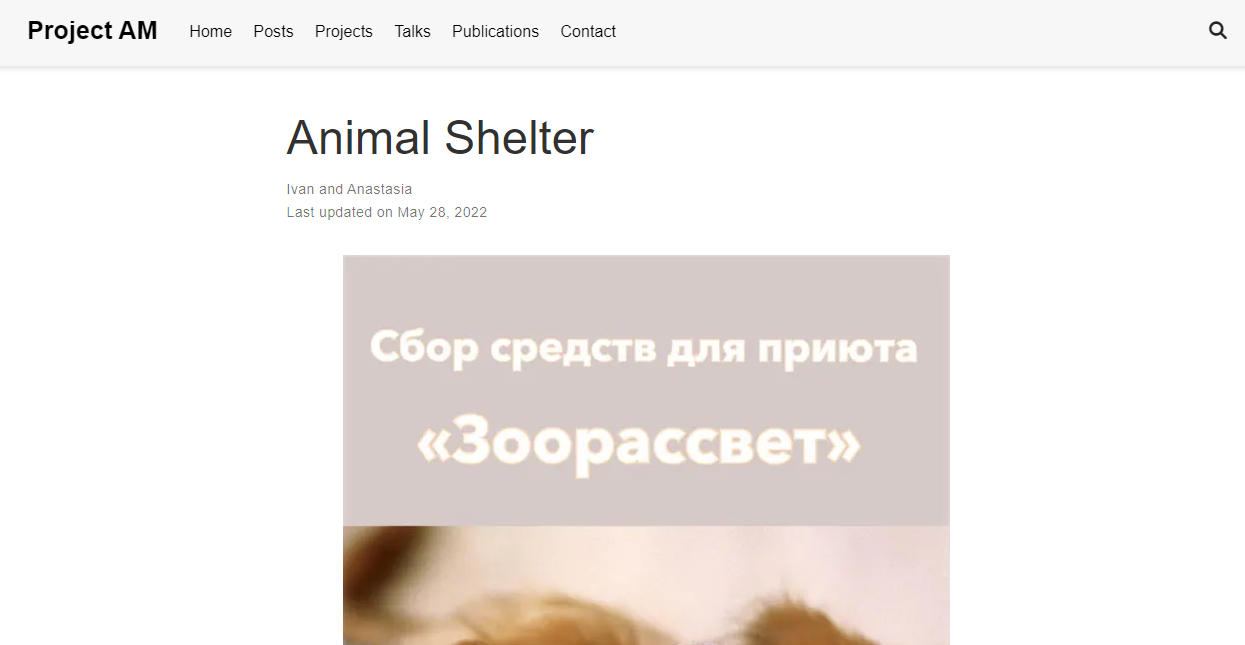 Project AM Home Posts Projects Talks Publications Contact
Animal Shelter
Ivan and Anastasia
Last updated on May 28, 2022
Сбор средств для приюта
«Зоорассвет»